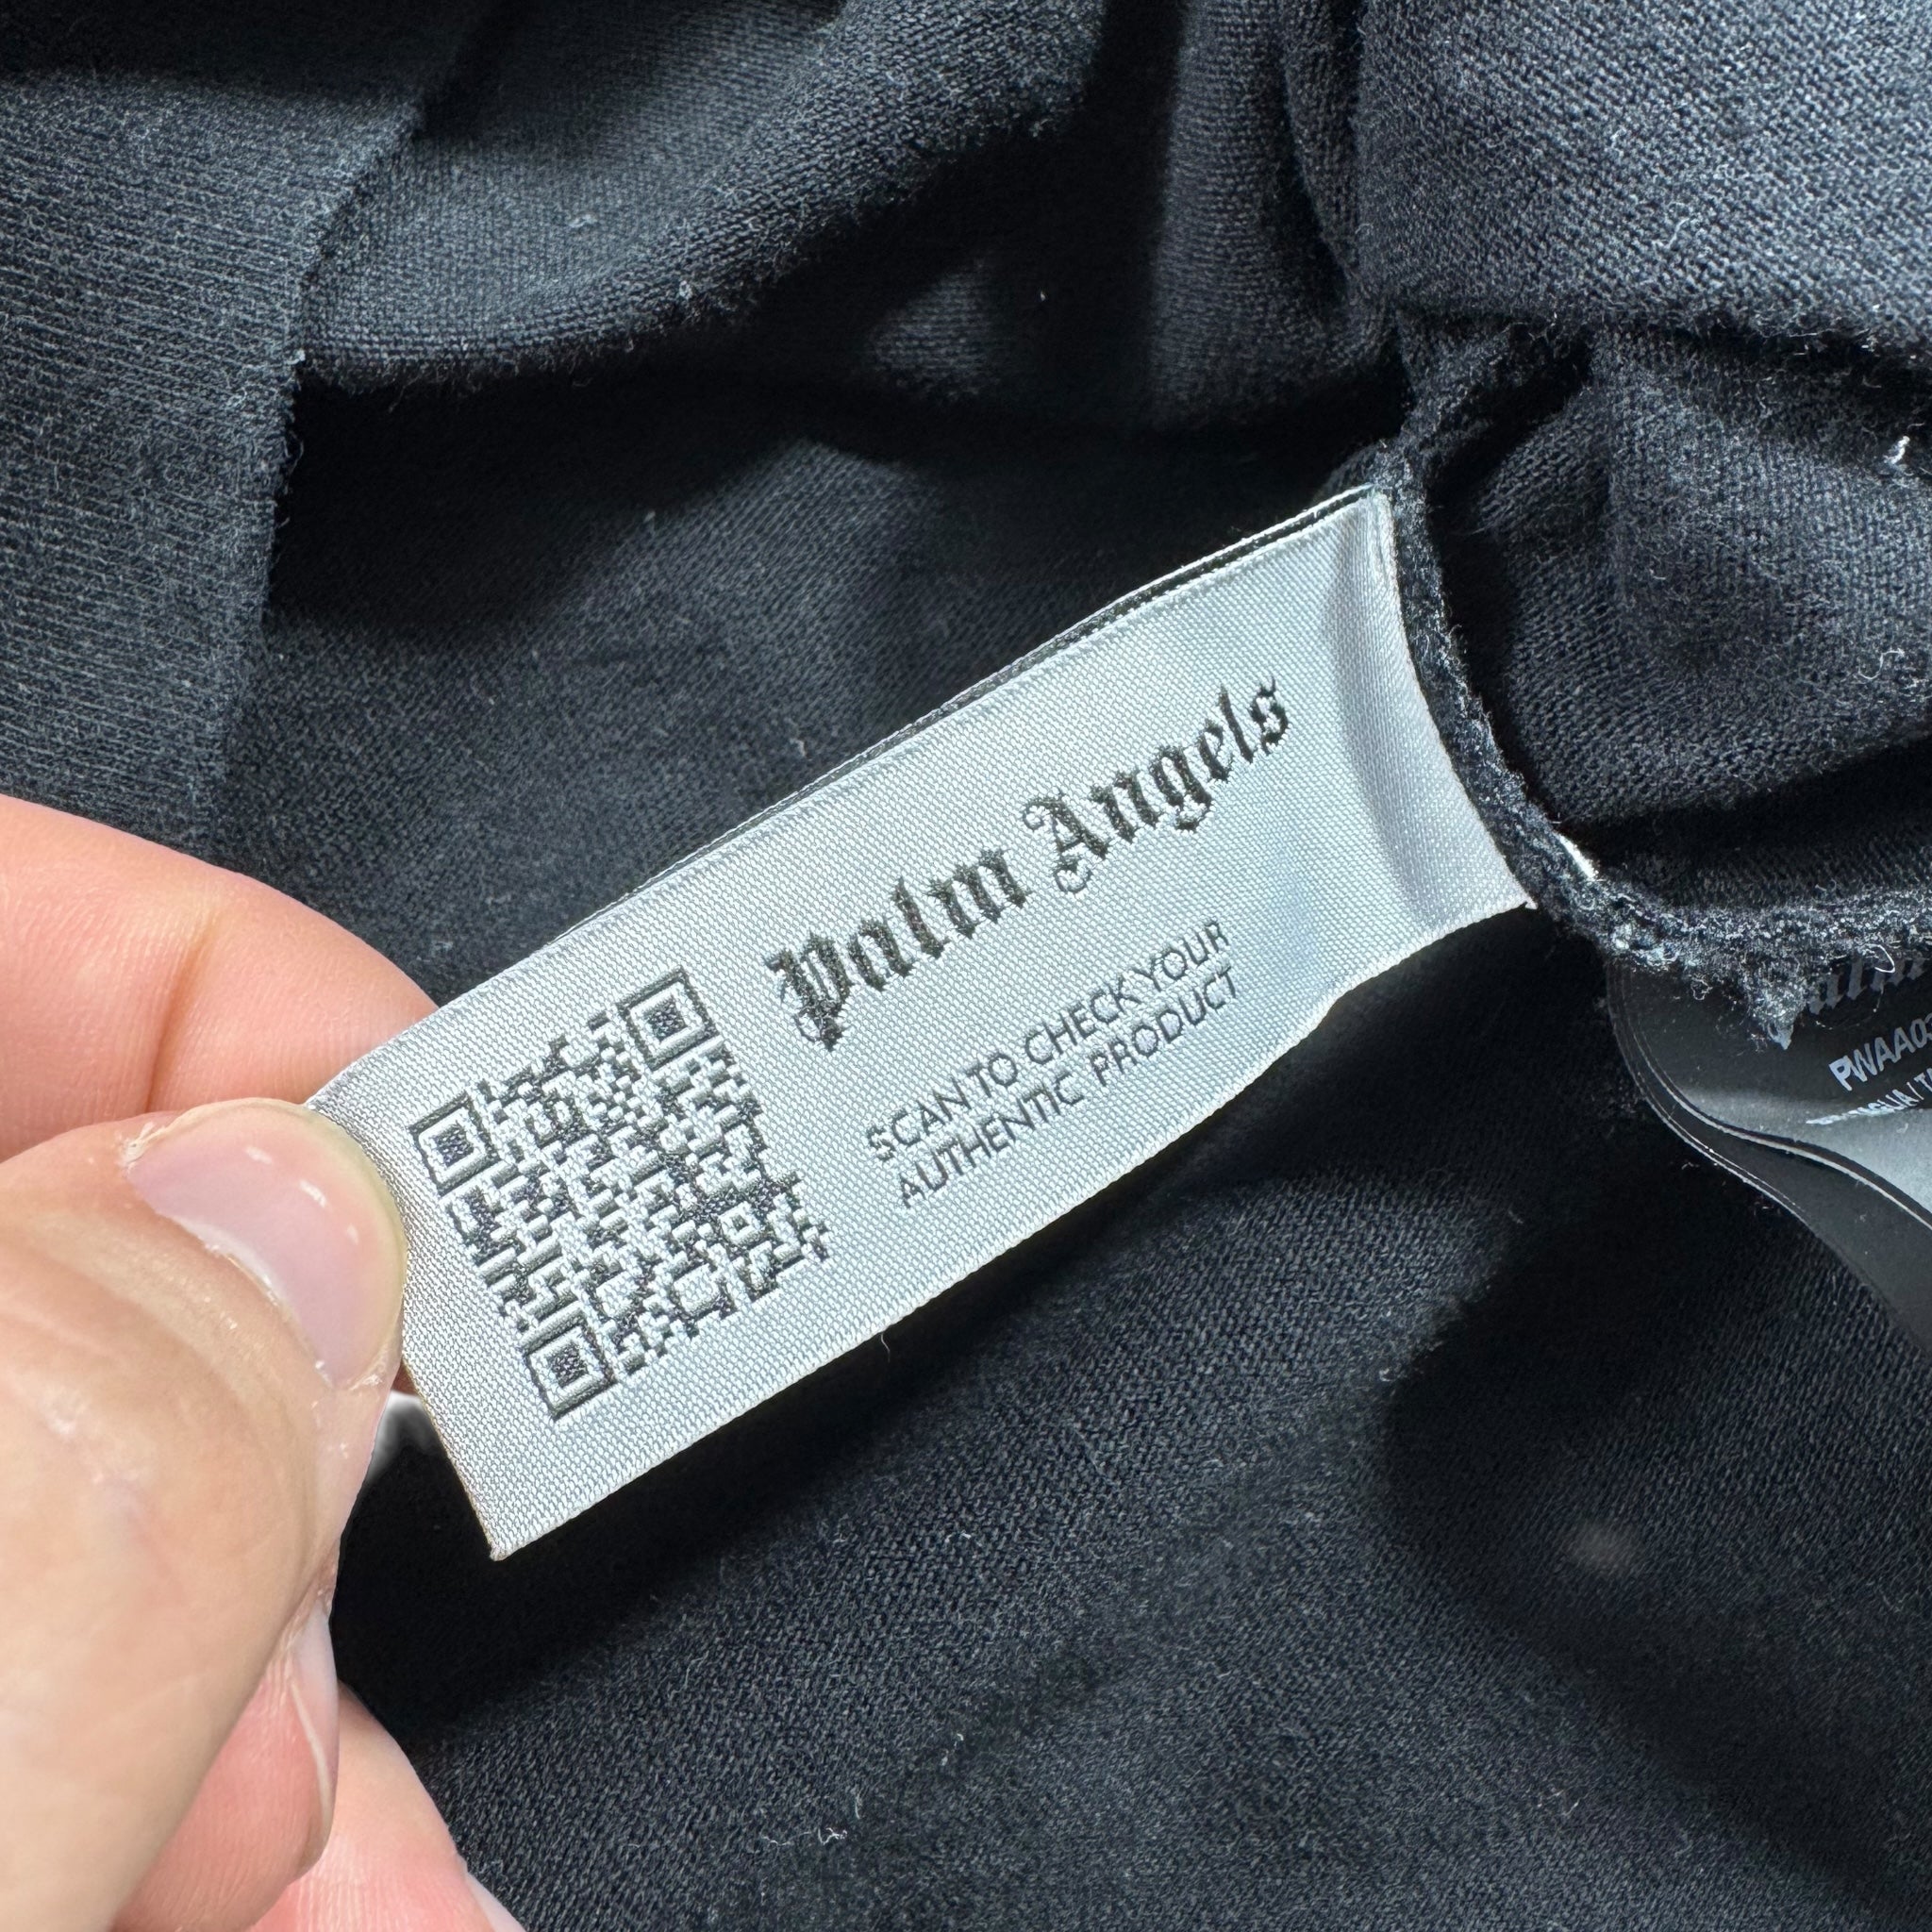 Palm Angels
SCAN TO CHECK YOUR
AUTHENTIC PRODUCT